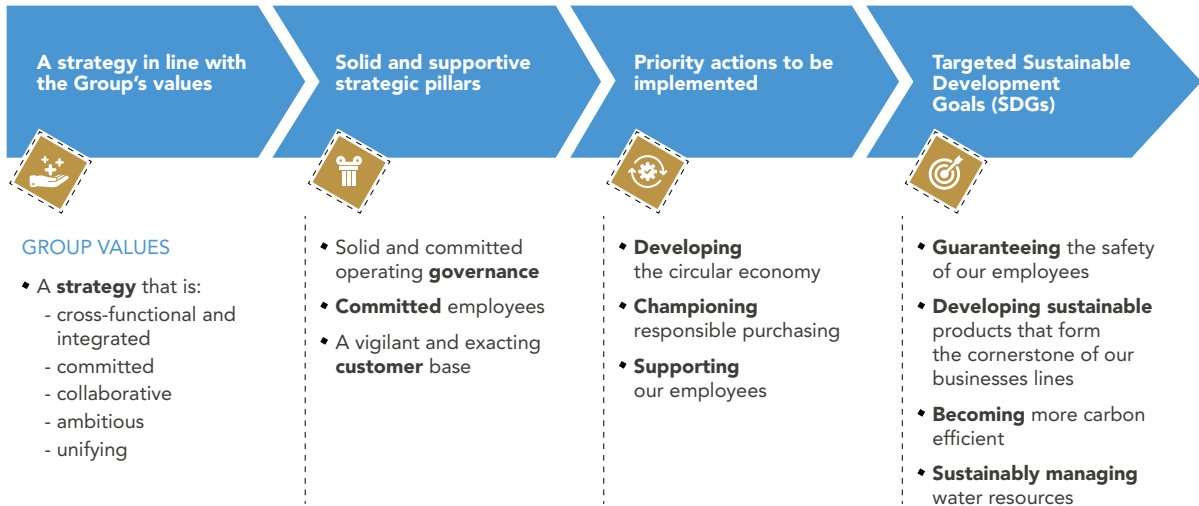 A strategy in line with
the Group's values
Solid and supportive
strategic pillars
Priority actions to be
implemented
Targeted Sustainable
Development
Goals (SDGs)
GROUP VALUES
A strategy that is:
- cross-functional and
integrated
- committed
- collaborative
- ambitious
- unifying
Solid and committed
operating governance
Committed employees
A vigilant and exacting
customer base
Developing
the circular economy
Championing
responsible purchasing
Supporting
our employees
Guaranteeing the safety
of our employees
Developing sustainable
products that form
the cornerstone of our
businesses lines
Becoming more carbon
efficient
Sustainably managing
water resources